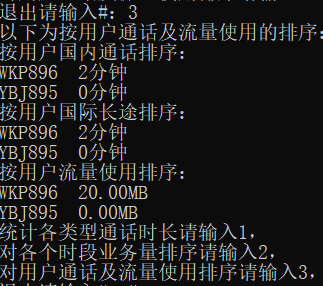 退出请输入#: 3
以下为按用户通话及流量使用的排序:
按用户国内通话排序:
WKP896  2分钟
YBJ895  0分钟
按用户国际长途排序:
WKP896  2分钟
YBJ895  0分钟
按用户流量使用排序:
WKP896  20.00MB
YBJ895  0.00MB
统计各类型通话时长请输入1,
对各个时段业务量排序请输入2,
对用户通话及流量使用排序请输入3,